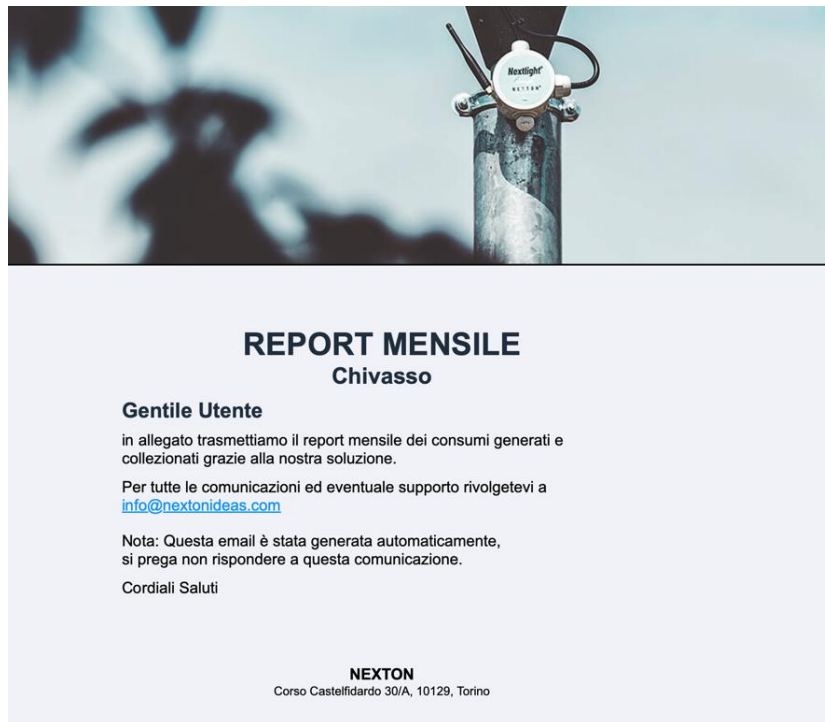 Nextlight®
NEXTON®
REPORT MENSILE
Chivasso
Gentile Utente
in allegato trasmettiamo il report mensile dei consumi generati e
collezionati grazie alla nostra soluzione.
Per tutte le comunicazioni ed eventuale supporto rivolgetevi a
info@nextonideas.com
Nota: Questa email è stata generata automaticamente,
si prega non rispondere a questa comunicazione.
Cordiali Saluti
NEXTON
Corso Castelfidardo 30/A, 10129, Torino